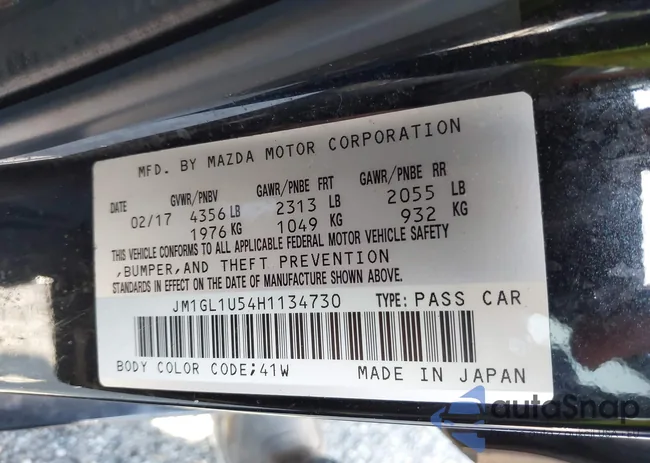 MFD. BY MAZDA MOTOR CORPORATION
DATE GVWR/PNBV GAWR/PNBE FRT GAWR/PNBE RR
02/17 4356 LB 2313 LB 2055 LB
1976 KG 1049 KG 932 KG
THIS VEHICLE CONFORMS TO ALL APPLICABLE FEDERAL MOTOR VEHICLE SAFETY
,BUMPER,AND THEFT PREVENTION
STANDARDS IN EFFECT ON THE DATE OF MANUFACTURE SHOWN ABOVE.
JM1GL1U54H1134730 TYPE: PASS CAR
BODY COLOR CODE;41W MADE IN JAPAN
autoSnap